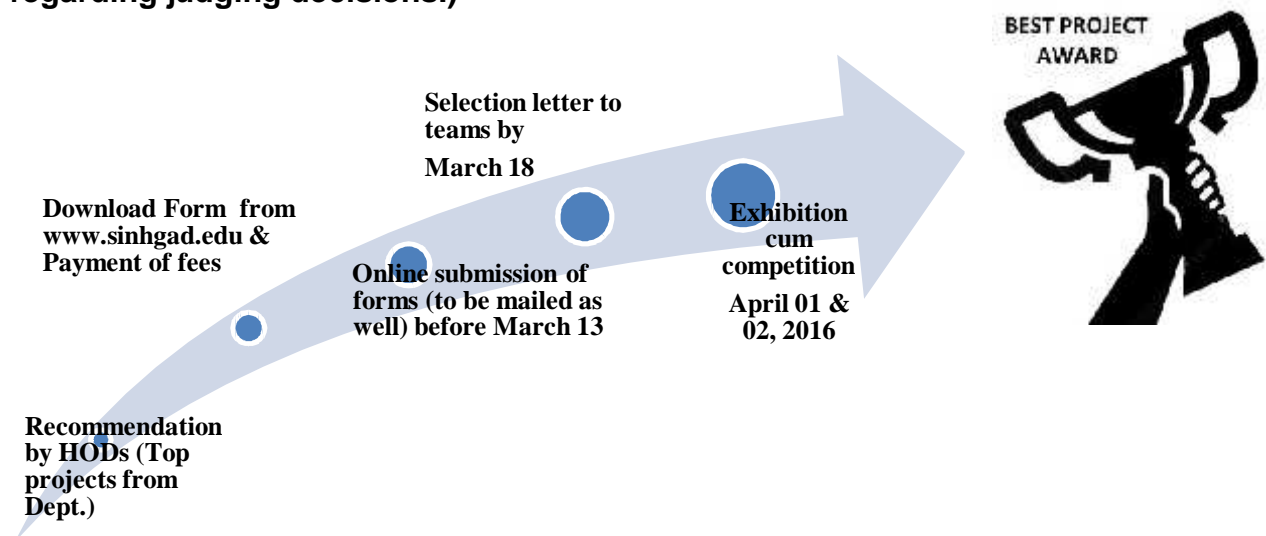 regarding judging decisions.)
BEST PROJECT
AWARD
Selection letter to
teams by
March 18
Download Form from
www.sinhgad.edu &
Payment of fees
Exhibition
cum
competition
April 01 &
02, 2016
Online submission of
forms (to be mailed as
well) before March 13
Recommendation
by HODs (Top
projects from
Dept.)